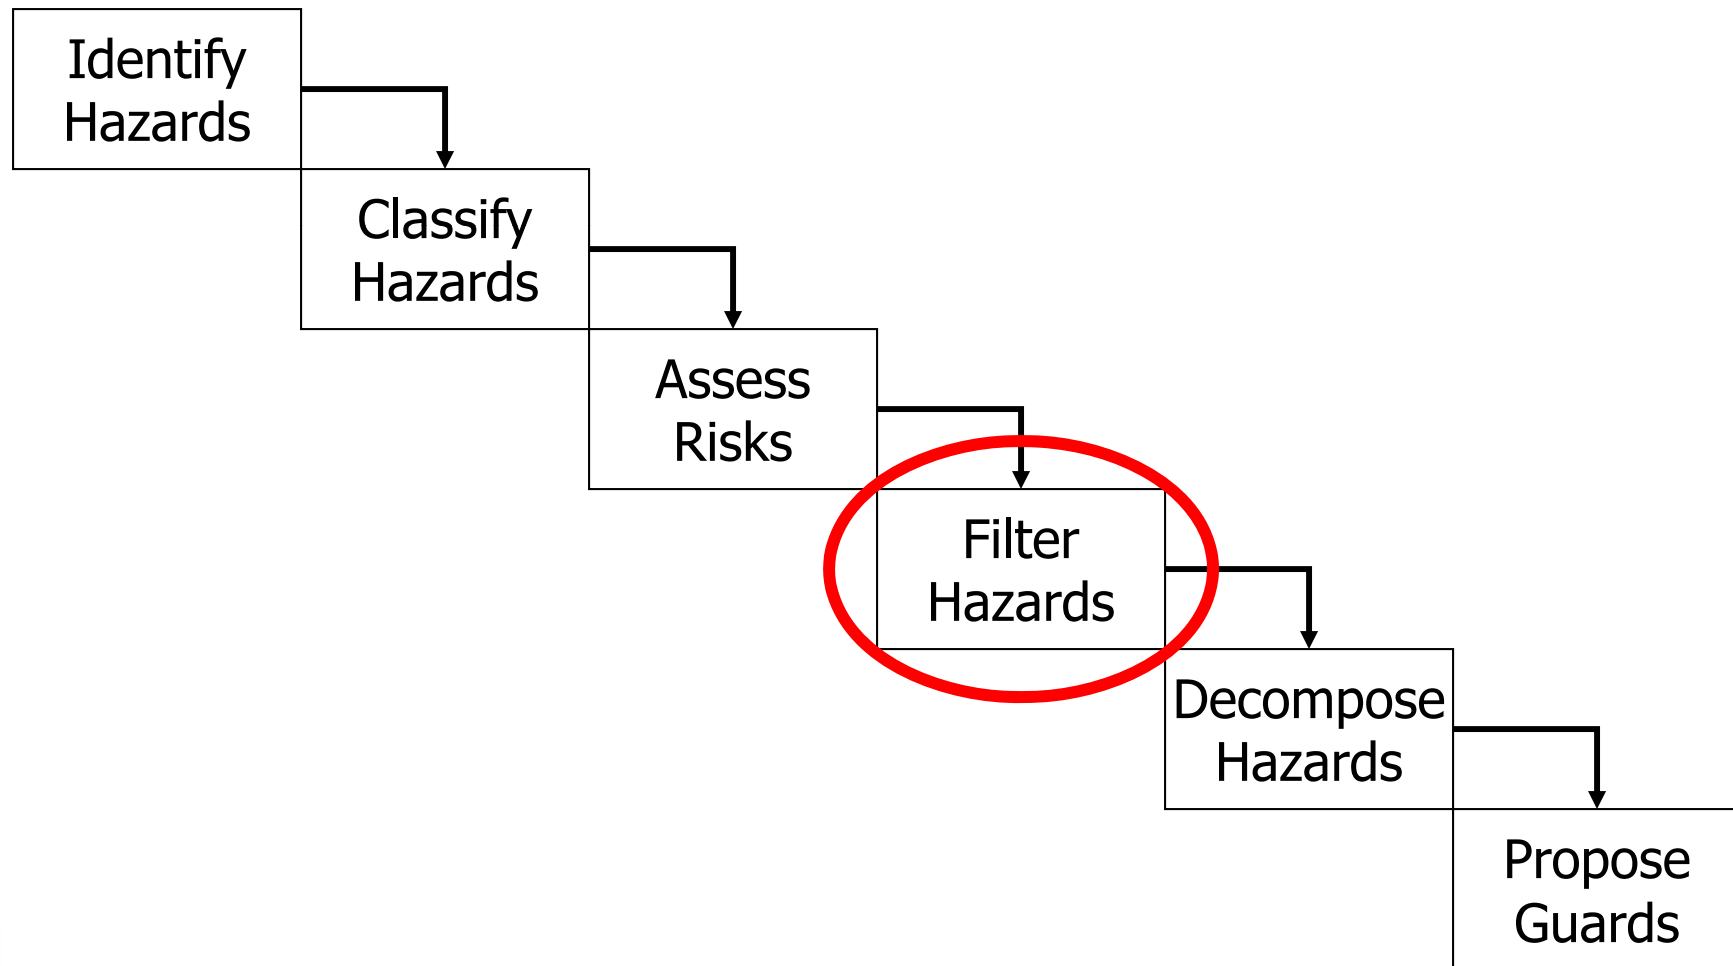 Identify
Hazards
Classify
Hazards
Assess
Risks
Filter
Hazards
Decompose
Hazards
Propose
Guards